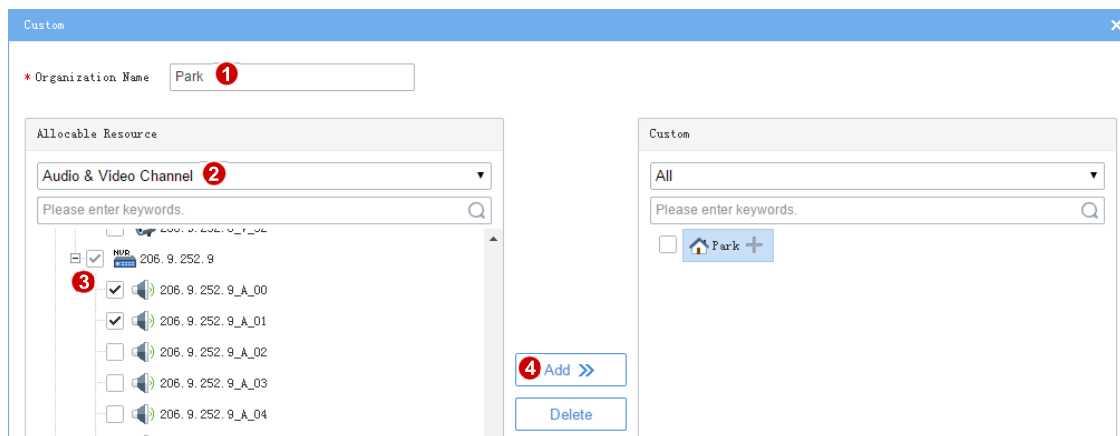 Custom
* Organization Name Park 1
Allocable Resource
Audio & Video Channel 2
Please enter keywords.
NVR 206.9.252.9
3
206.9.252.9_A_00
206.9.252.9_A_01
206.9.252.9_A_02
206.9.252.9_A_03
206.9.252.9_A_04
4 Add
Delete
Custom
All
Please enter keywords.
Park